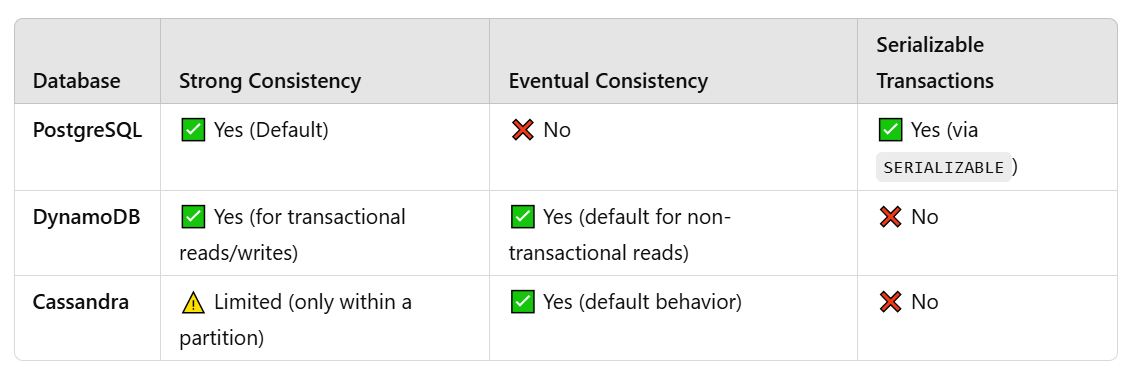 Database Strong Consistency Eventual Consistency Serializable
Transactions
PostgreSQL ✅ Yes (Default) ❌ No ✅ Yes (via
SERIALIZABLE )
DynamoDB ✅ Yes (for transactional ✅ Yes (default for non- ❌ No
reads/writes) transactional reads)
Cassandra ⚠️ Limited (only within a ✅ Yes (default behavior) ❌ No
partition)